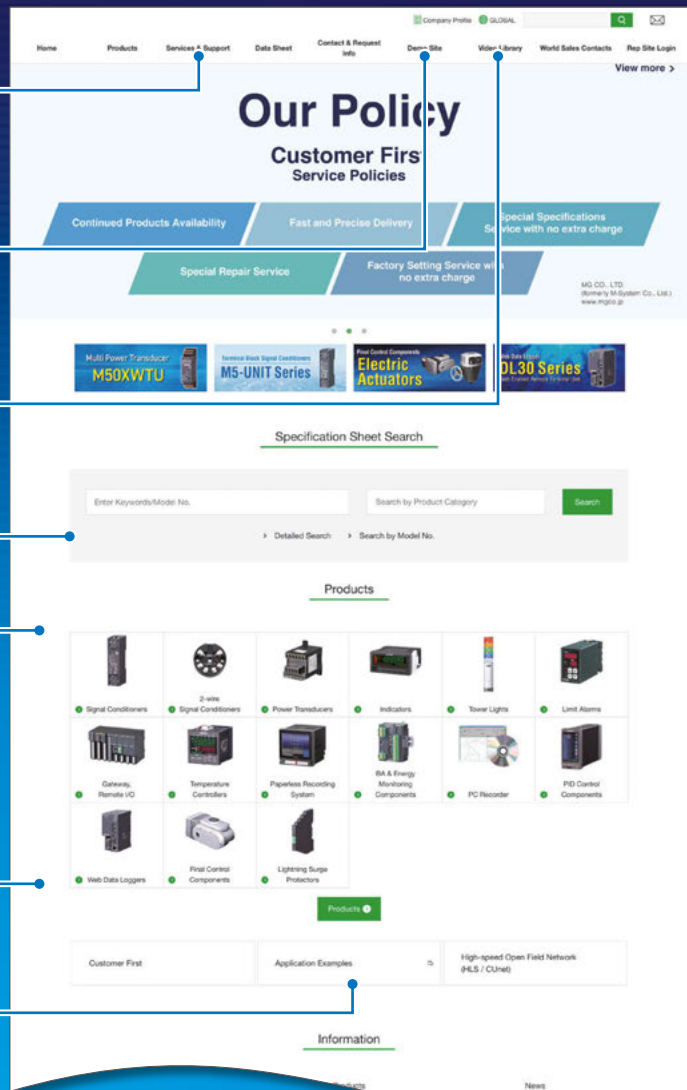 Company Profile GLOBAL
Home Products Services & Support Data Sheet Contact & Request Info Demo Site Video Library World Sales Contacts Rep Site Login
View more >
Our Policy
Customer First
Service Policies
Continued Products Availability
Fast and Precise Delivery
Special Specifications
Service with no extra charge
Special Repair Service
Factory Setting Service with
no extra charge
MG CO., LTD.
(formerly M-System Co., Ltd.)
www.mgco.jp
Multi Power Transducer
M50XWTU
Terminal Block Signal Conditioners
M5-UNIT Series
Final Control Components
Electric
Actuators
Web Data Logger
DL30 Series
Specification Sheet Search
Enter Keywords/Model No.
Search by Product Category
Search
> Detailed Search > Search by Model No.
Products
Signal Conditioners
2-wire
Signal Conditioners
Power Transducers
Indicators
Tower Lights
Limit Alarms
Gateway,
Remote I/O
Temperature
Controllers
Paperless Recording
System
BA & Energy
Monitoring
Components
PC Recorder
PID Control
Components
Web Data Loggers
Final Control
Components
Lightning Surge
Protectors
Products
Customer First
Application Examples
High-speed Open Field Network
(HLS / CUnet)
Information
News